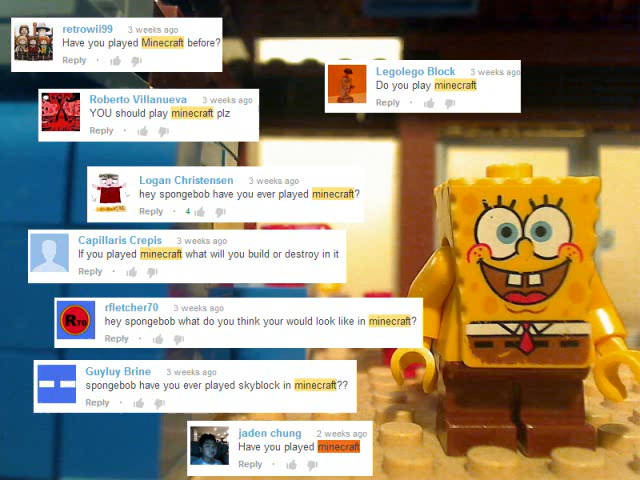 retrowii99 3 weeks ago
Have you played Minecraft before?
Reply ·
Legolego Block 3 weeks ago
Do you play minecraft
Reply ·
Roberto Villanueva 3 weeks ago
YOU should play minecraft plz
Reply ·
Logan Christensen 3 weeks ago
hey spongebob have you ever played minecraft?
Reply · 4
Capillaris Crepis 3 weeks ago
If you played minecraft what will you build or destroy in it
Reply ·
rfletcher70 3 weeks ago
R70
hey spongebob what do you think your would look like in minecraft?
Reply ·
Guyluy Brine 3 weeks ago
spongebob have you ever played skyblock in minecraft??
Reply ·
jaden chung 2 weeks ago
Have you played minecraft
Reply ·